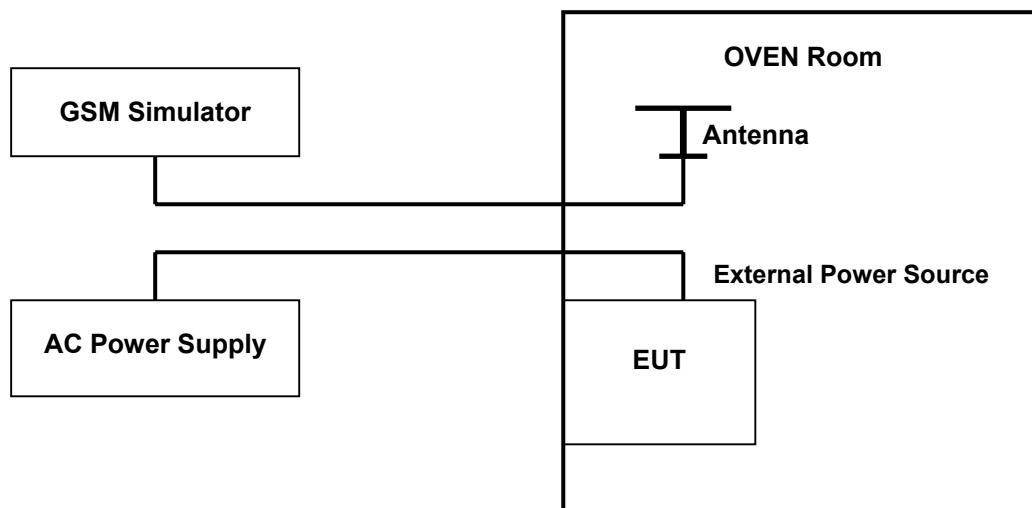 OVEN Room
GSM Simulator
Antenna
External Power Source
AC Power Supply
EUT